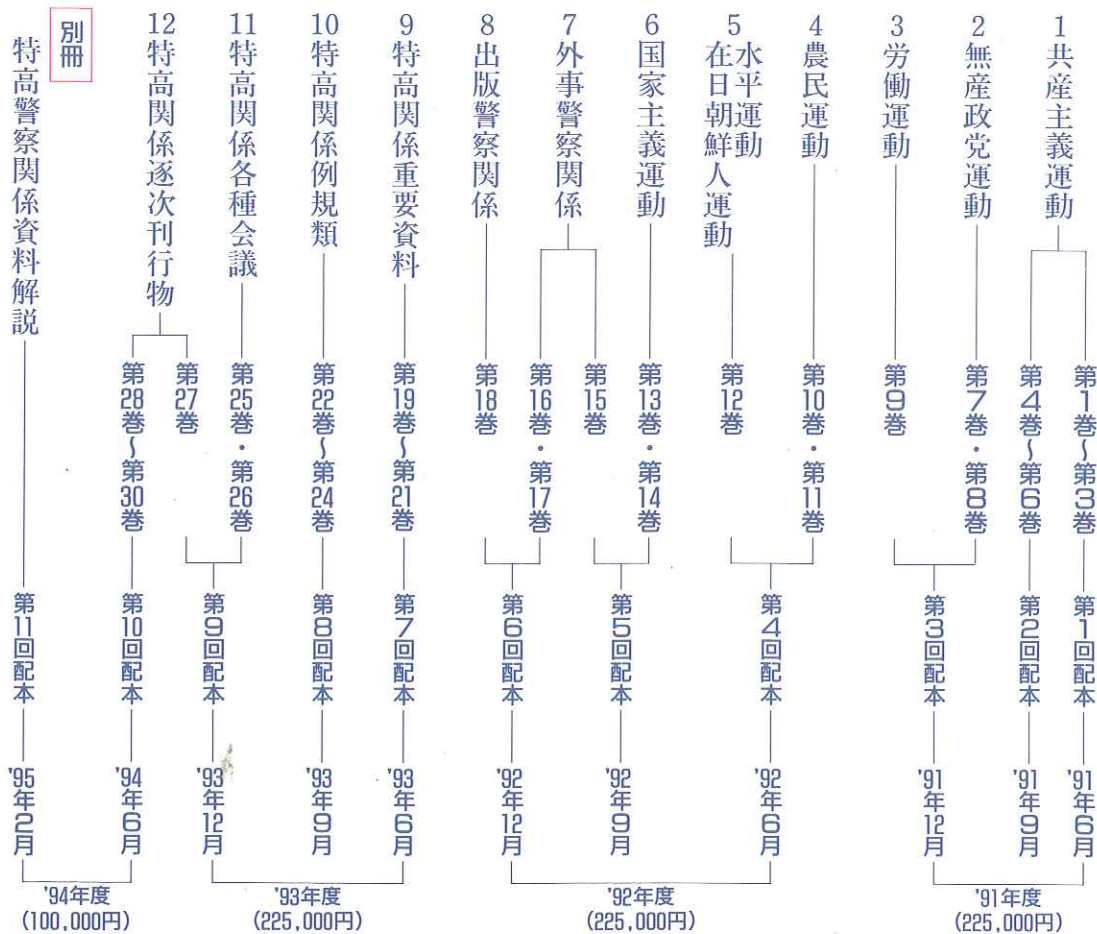 1 共産主義運動
第1巻〜第3巻
第1回配本
'91年6月
第4巻〜第6巻
第2回配本
'91年9月
2 無産政党運動
第7巻・第8巻
3 労働運動
第9巻
第3回配本
'91年12月
'91年度
(225,000円)
4 農民運動
第10巻・第11巻
5 水平運動
在日朝鮮人運動
第12巻
第4回配本
'92年6月
6 国家主義運動
第13巻・第14巻
7 外事警察関係
第15巻
第5回配本
'92年9月
第16巻・第17巻
8 出版警察関係
第18巻
第6回配本
'92年12月
'92年度
(225,000円)
9 特高関係重要資料
第19巻〜第21巻
第7回配本
'93年6月
10 特高関係例規類
第22巻〜第24巻
第8回配本
'93年9月
11 特高関係各種会議
第25巻・第26巻
12 特高関係逐次刊行物
第27巻
第9回配本
'93年12月
'93年度
(225,000円)
第28巻〜第30巻
第10回配本
'94年6月
別冊
特高警察関係資料解説
第11回配本
'95年2月
'94年度
(100,000円)